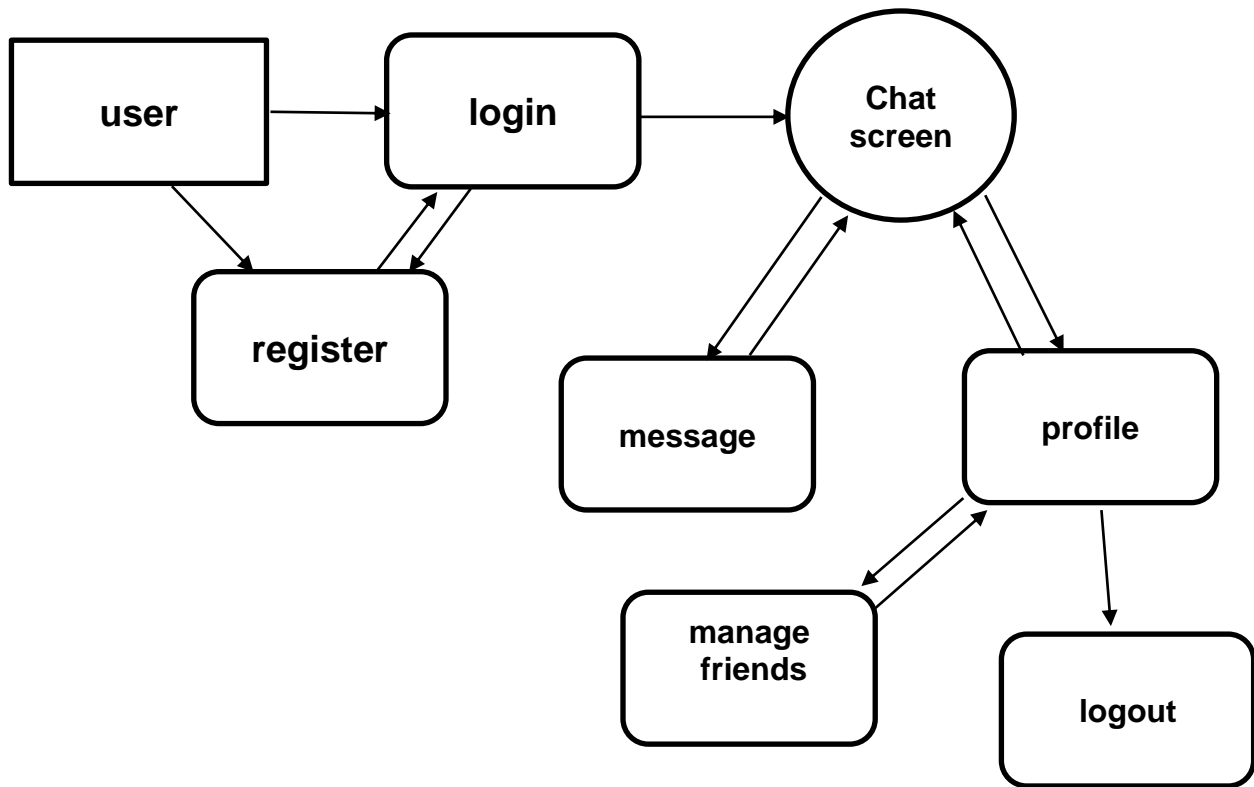 user
login
Chat
screen
register
message
profile
manage
friends
logout